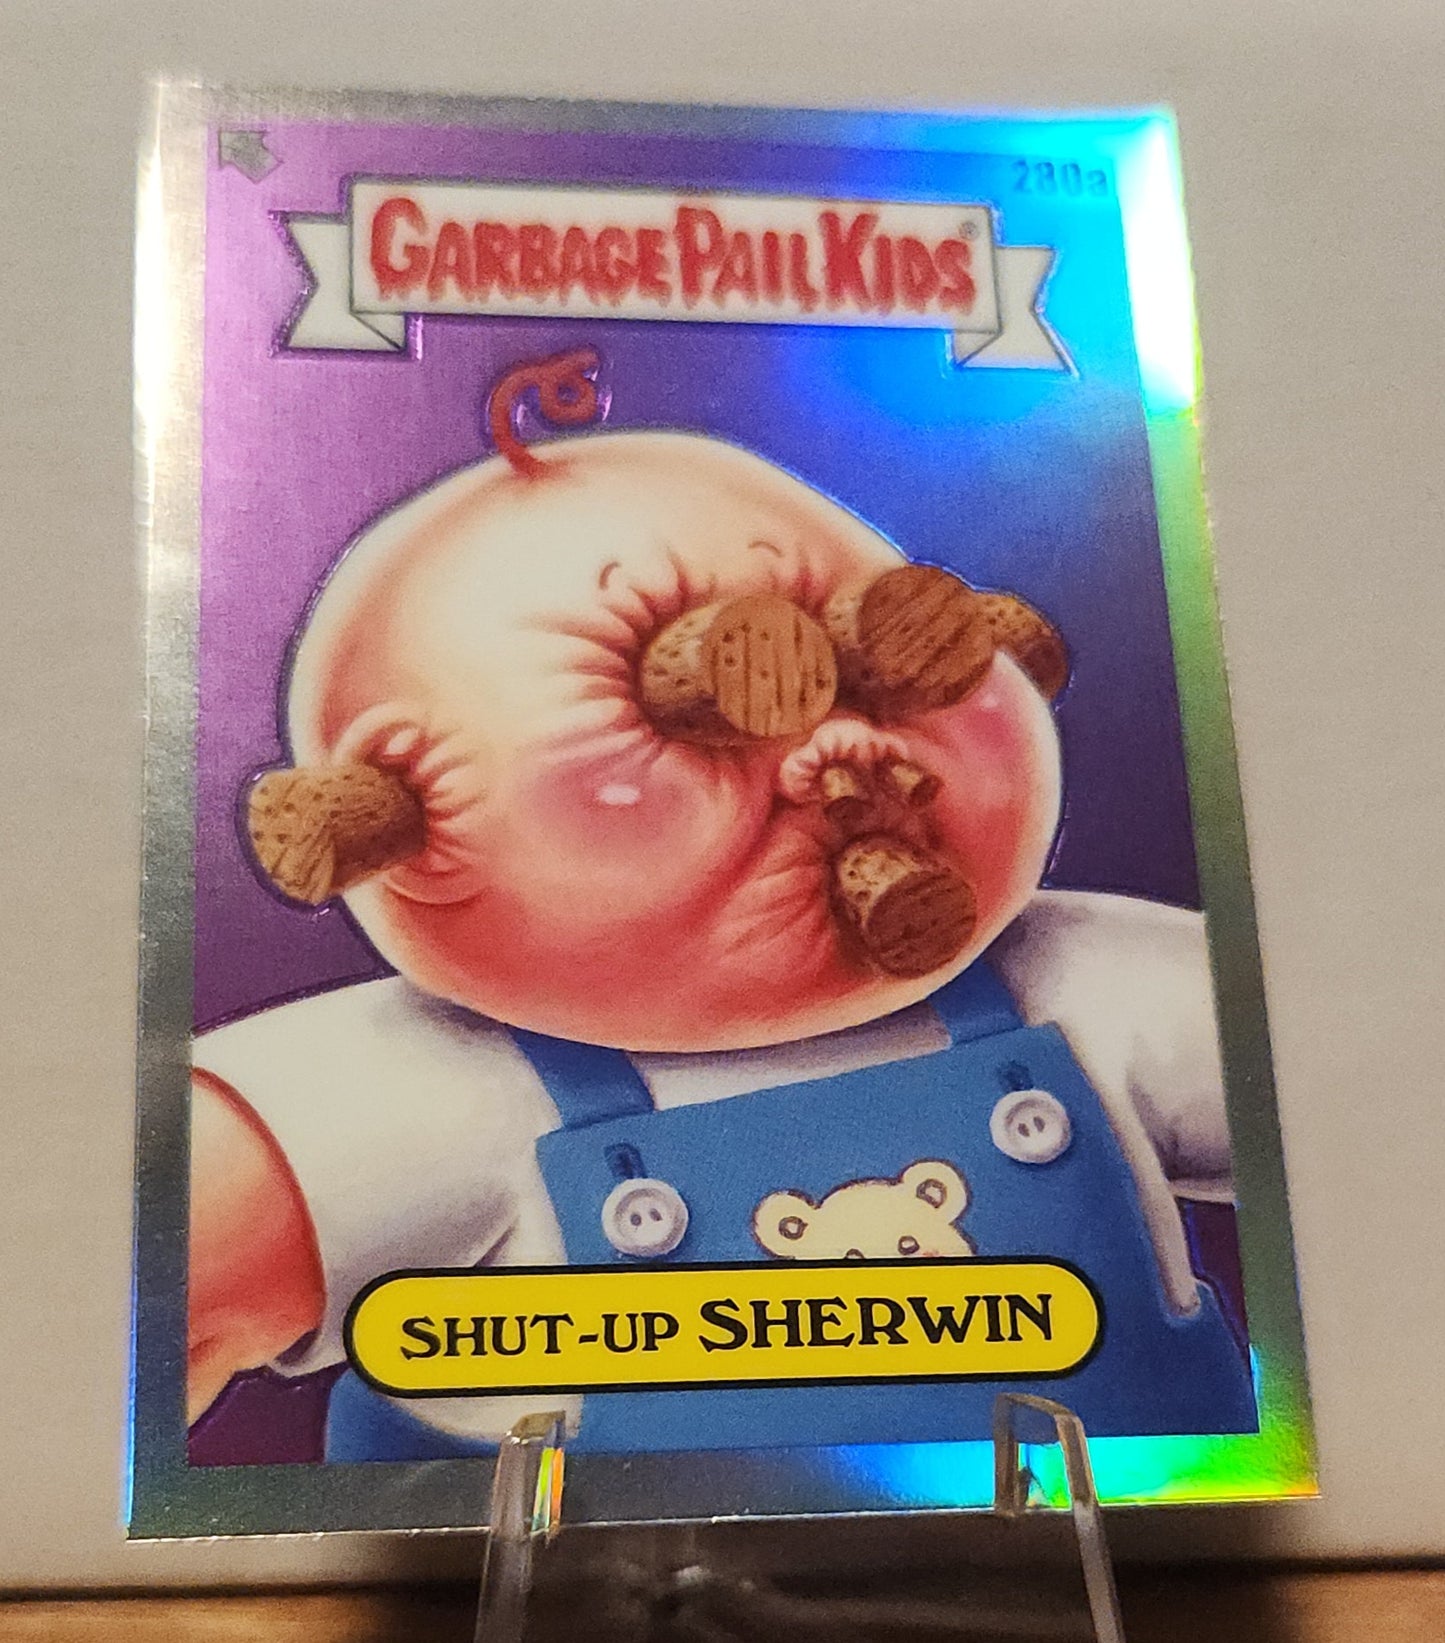 280a
GARBAGE PAIL KIDS®
SHUT-UP SHERWIN